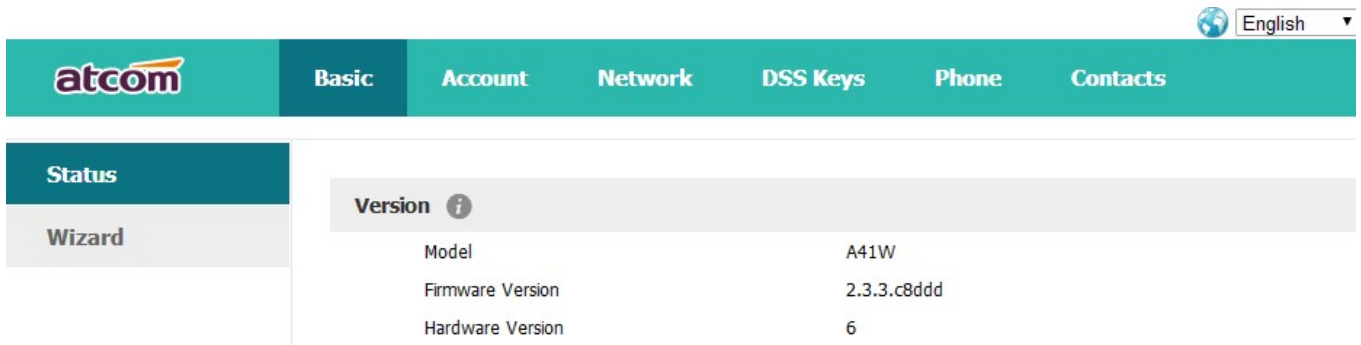 English
atcom Basic Account Network DSS Keys Phone Contacts
Status
Version i
Wizard
Model A41W
Firmware Version 2.3.3.c8ddd
Hardware Version 6